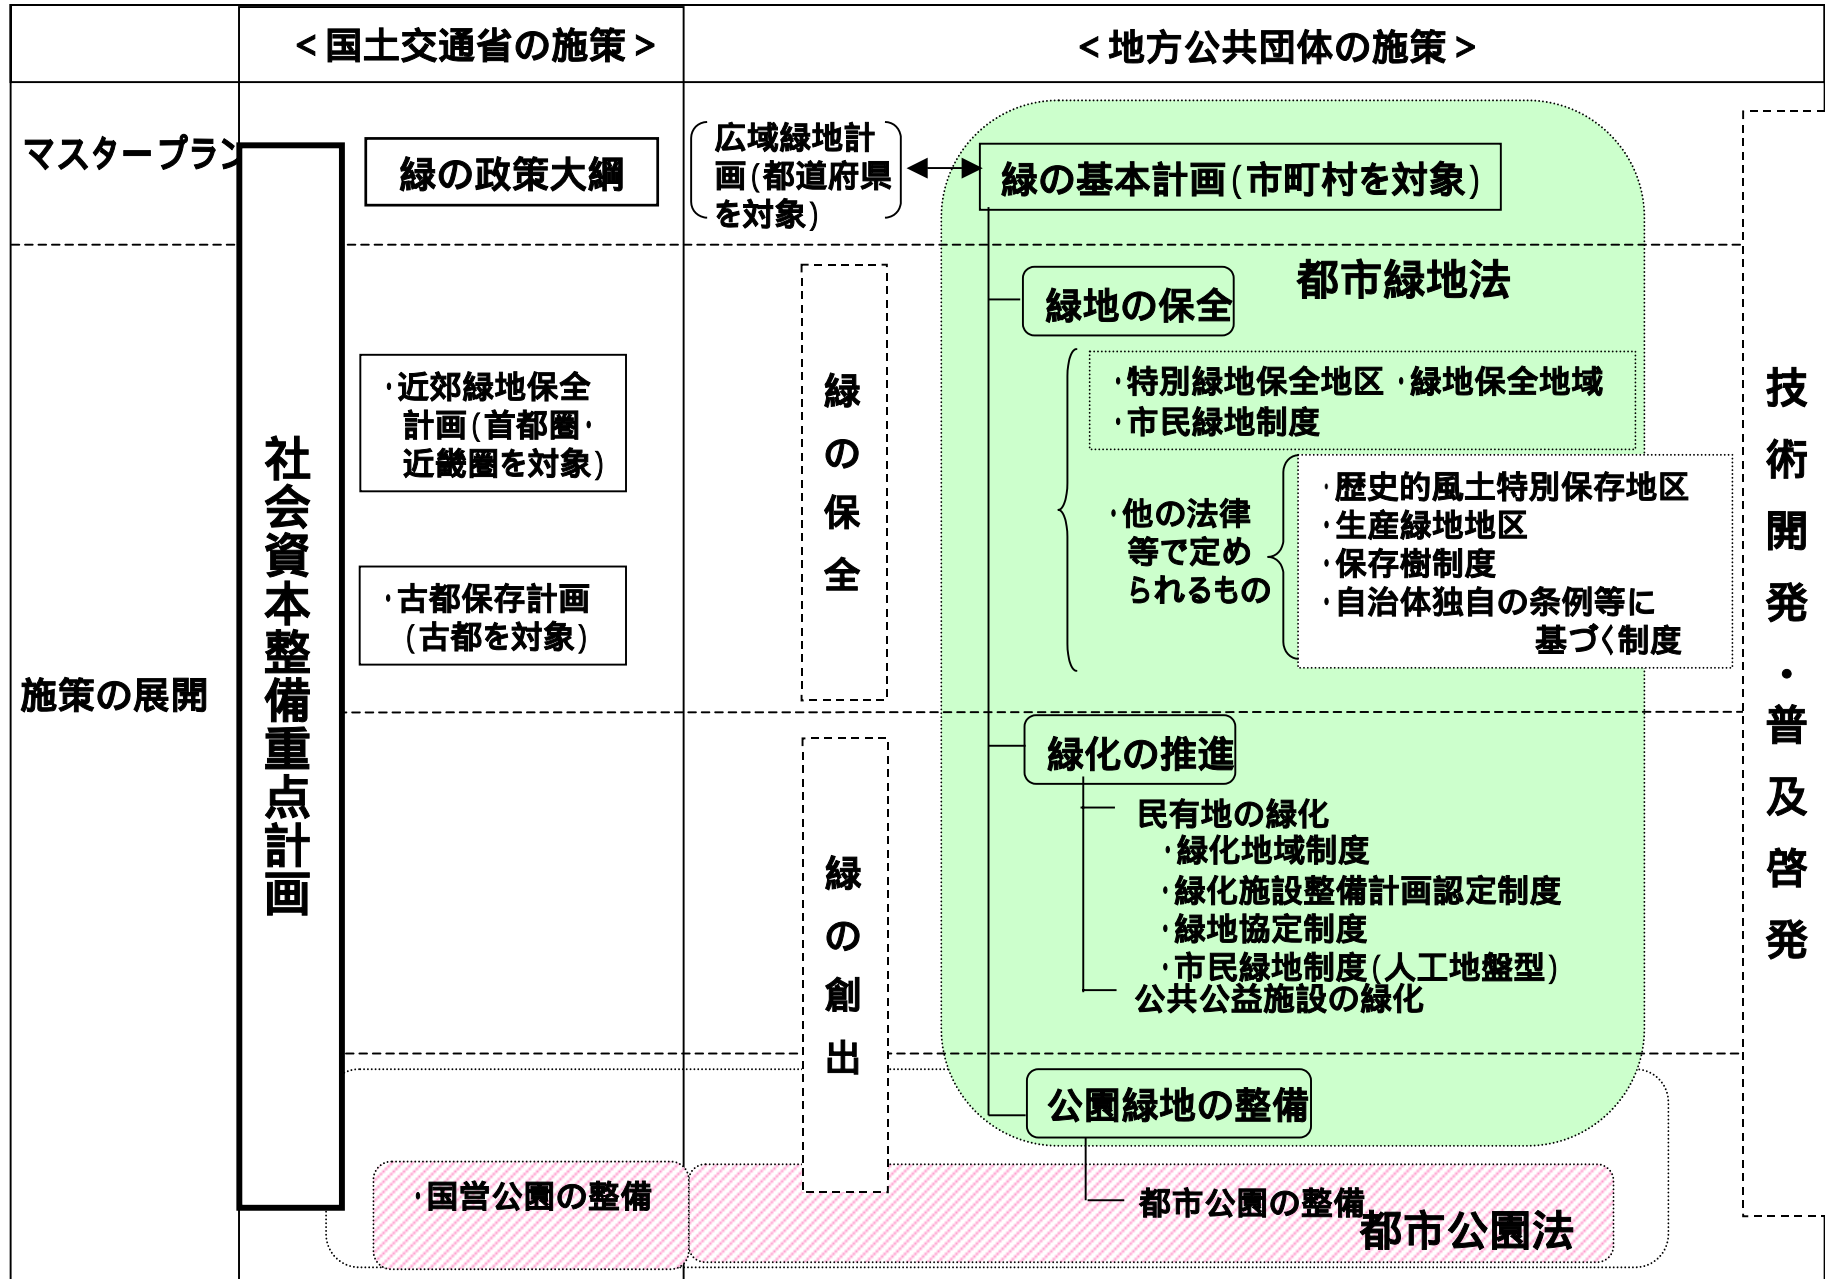 ＜国土交通省の施策＞
＜地方公共団体の施策＞
マスタープラン
緑の政策大綱
広域緑地計
画(都道府県
を対象)
緑の基本計画(市町村を対象)
都市緑地法
緑地の保全
・特別緑地保全地区 ・緑地保全地域
・市民緑地制度
・他の法律
等で定め
られるもの
・歴史的風土特別保存地区
・生産緑地地区
・保存樹制度
・自治体独自の条例等に
基づく制度
施策の展開
社会資本整備重点計画
・近郊緑地保全
計画(首都圏・
近畿圏を対象)
・古都保存計画
(古都を対象)
緑の保全
緑の創出
緑化の推進
民有地の緑化
・緑化地域制度
・緑化施設整備計画認定制度
・緑地協定制度
・市民緑地制度(人工地盤型)
公共公益施設の緑化
公園緑地の整備
・国営公園の整備
都市公園の整備
都市公園法
技術開発・普及啓発